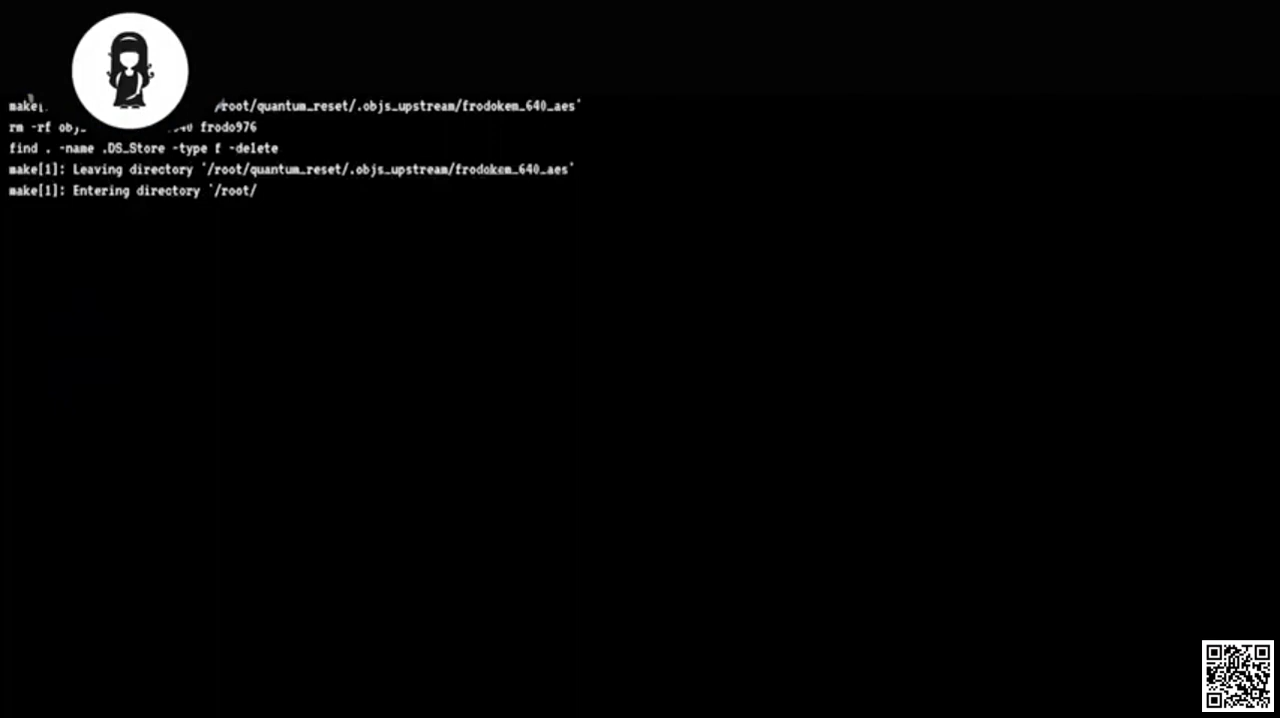 make[ /root/quantum_reset/.objs_upstream/frodokem_640_aes'
rm -rf obj 640 frodo976
find . -name .DS_Store -type f -delete
make[1]: Leaving directory `/root/quantum_reset/.objs_upstream/frodokem_640_aes'
make[1]: Entering directory `/root/